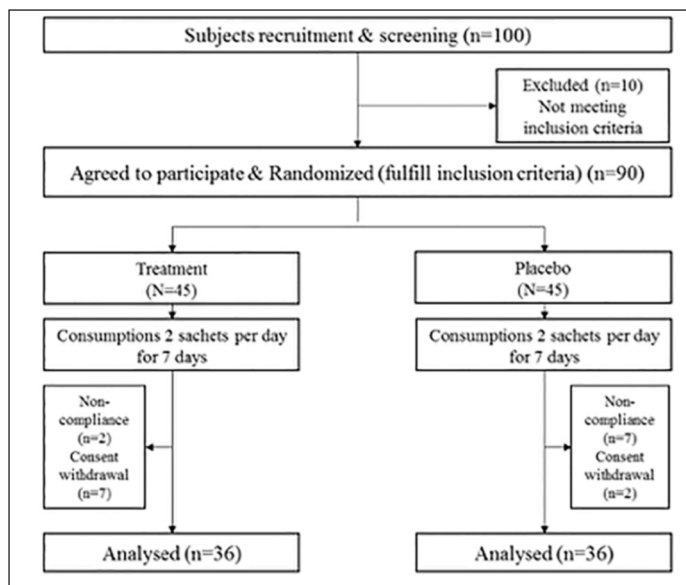 Subjects recruitment & screening (n=100)
Excluded (n=10)
Not meeting
inclusion criteria
Agreed to participate & Randomized (fulfill inclusion criteria) (n=90)
Treatment
(N=45)
Placebo
(N=45)
Consumptions 2 sachets per day
for 7 days
Consumptions 2 sachets per day
for 7 days
Non-
compliance
(n=2)
Consent
withdrawal
(n=7)
Non-
compliance
(n=7)
Consent
withdrawal
(n=2)
Analysed (n=36)
Analysed (n=36)